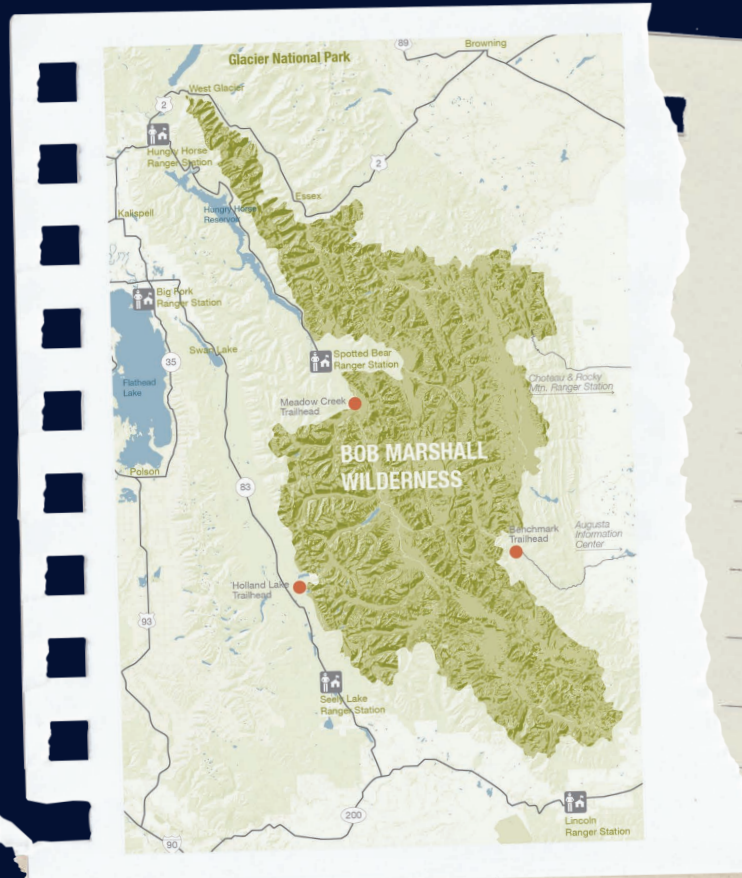 89
Browning
Glacier National Park
West Glacier
2
Hungry Horse
Ranger Station
2
Essex
Kalispell
Hungry Horse
Reservoir
Big Fork
Ranger Station
Swan Lake
Spotted Bear
Ranger Station
35
Flathead
Lake
Choteau & Rocky
Mtn. Ranger Station
Meadow Creek
Trailhead
BOB MARSHALL
WILDERNESS
Polson
83
Benchmark
Trailhead
Augusta
Information
Center
Holland Lake
Trailhead
93
Seely Lake
Ranger Station
200
Lincoln
Ranger Station
90